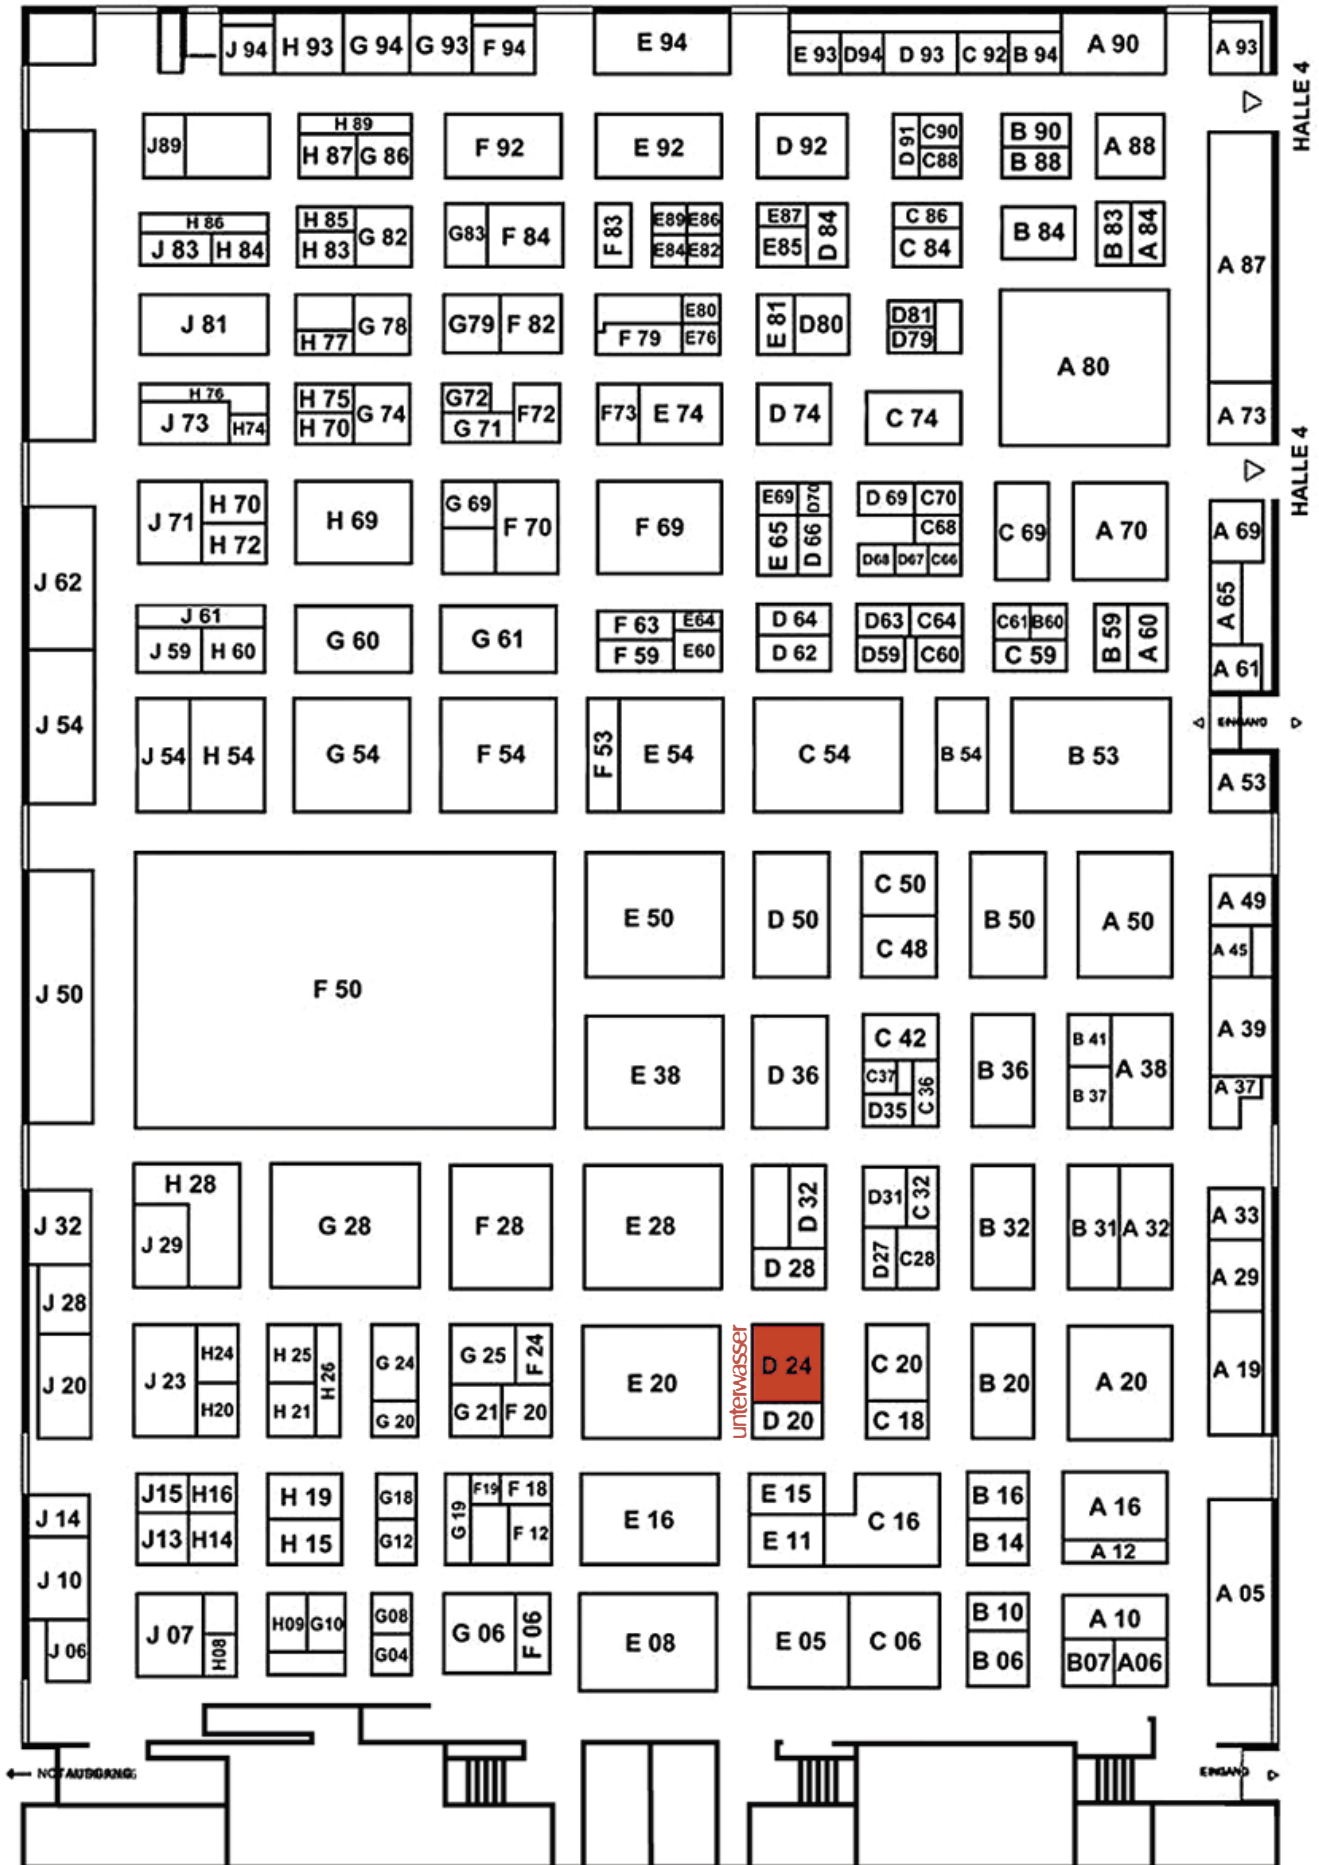 J 94 H 93 G 94 G 93 F 94 E 94 E 93 D94 D 93 C 92 B 94 A 90 A 93
HALLE 4
J89 H 89 F 92 E 92 D 92 D 91 C90 B 90 A 88
H 87 G 86 C88 B 88
H 86 H 85 G 82 G83 F 84 F 83 E89 E86 E87 D 84 C 86 B 84 B 83 A 84
J 83 H 84 H 83 E84 E82 E85 C 84
A 87
J 81 G 78 G79 F 82 E80 E 81 D80 D81
H 77 F 79 E76 D79
A 80
H 76 H 75 G 74 G72 F72 F73 E 74 D 74 C 74 A 73
J 73 H74 H 70 G 71
HALLE 4
J 71 H 70 H 69 G 69 F 70 F 69 E69 D70 D 69 C70 C 69 A 70 A 69
H 72 E 65 D 66 C68
D68 D67 C66
J 62
A 65
J 61 G 60 G 61 F 63 E64 D 64 D63 C64 C61 B60 B 59 A 60
J 59 H 60 F 59 E60 D 62 D59 C60 C 59 A 61
J 54 EINGANG
J 54 H 54 G 54 F 54 F 53 E 54 C 54 B 54 B 53 A 53
E 50 D 50 C 50 B 50 A 50 A 49
C 48 A 45
J 50 F 50
C 42 B 41 A 39
E 38 D 36 C37 C 36 B 36 B 37 A 38 A 37
D35
H 28 D 32 D31 C 32
J 32 J 29 G 28 F 28 E 28 B 32 B 31 A 32 A 33
D 28 D27 C28 A 29
J 28
unterwasser
J 20 J 23 H24 H 25 H 26 G 24 G 25 F 24 E 20 D 24 C 20 B 20 A 20 A 19
H20 H 21 G 20 G 21 F 20 D 20 C 18
J 14 J15 H16 H 19 G18 G 19 F19 F 18 E 16 E 15 C 16 B 16 A 16
J13 H14 H 15 G12 F 12 E 11 B 14 A 12
J 10
J 07 H09 G10 G08 G 06 F 06 E 08 E 05 C 06 B 10 A 10 A 05
J 06 H08 G04 B 06 B07 A06
EINGANG